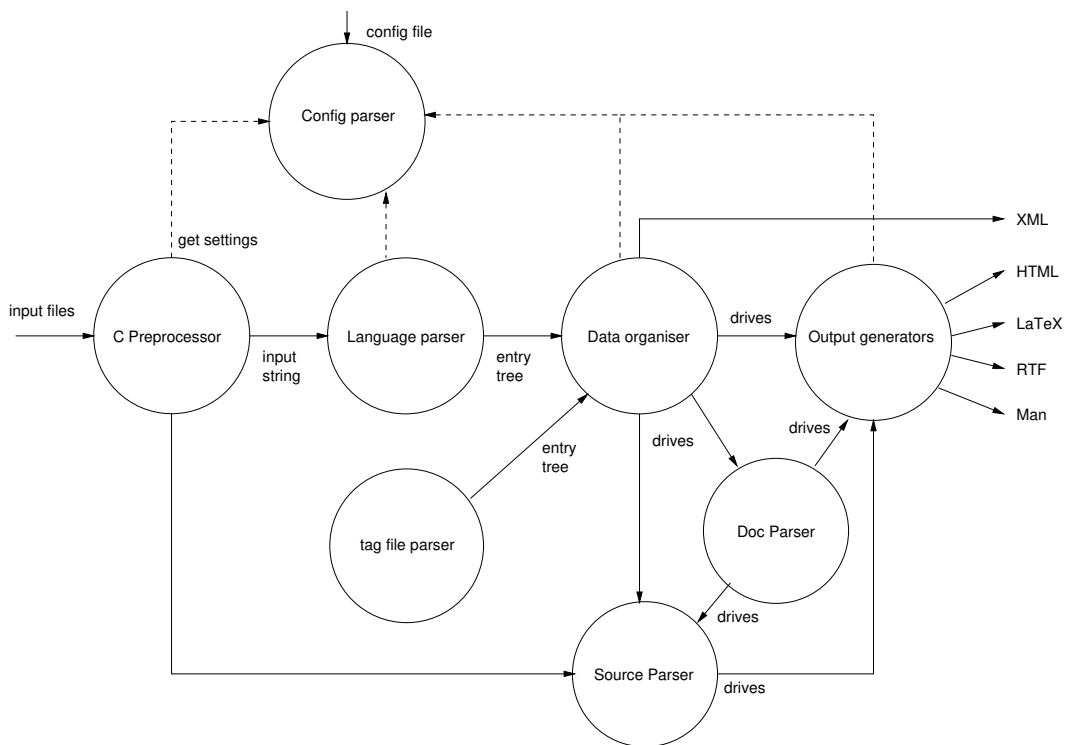 config file
Config parser
get settings
XML
HTML
input files
C Preprocessor
Language parser
Data organiser
drives
Output generators
LaTeX
RTF
Man
input
string
entry
tree
drives
drives
entry
tree
tag file parser
Doc Parser
drives
Source Parser
drives